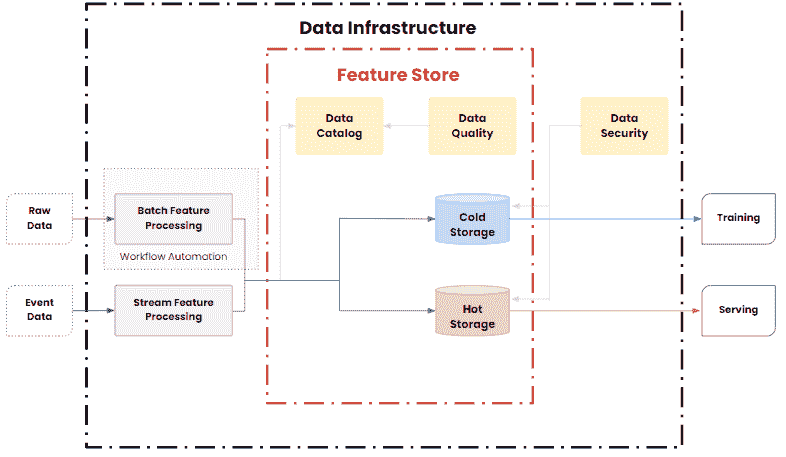 Data Infrastructure
Feature Store
Data
Catalog
Data
Quality
Data
Security
Raw
Data
Batch Feature
Processing
Workflow Automation
Cold
Storage
Training
Event
Data
Stream Feature
Processing
Hot
Storage
Serving